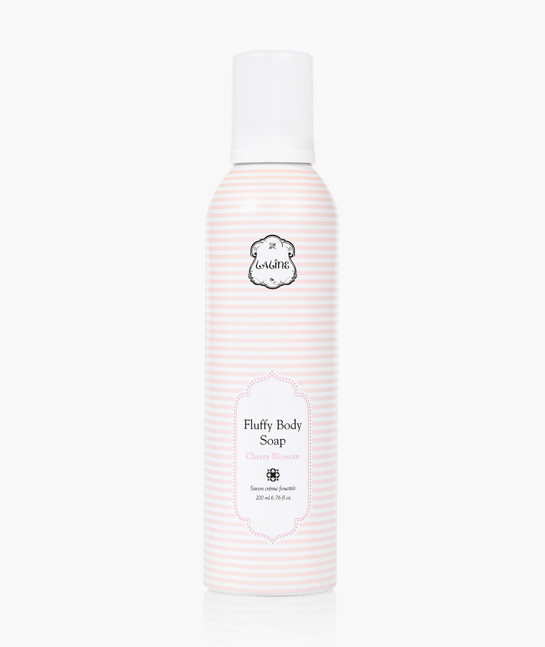 LALINE
Fluffy Body
Soap
Cherry Blossom
Savon crème fouettée
200 ml 6.76 fl oz